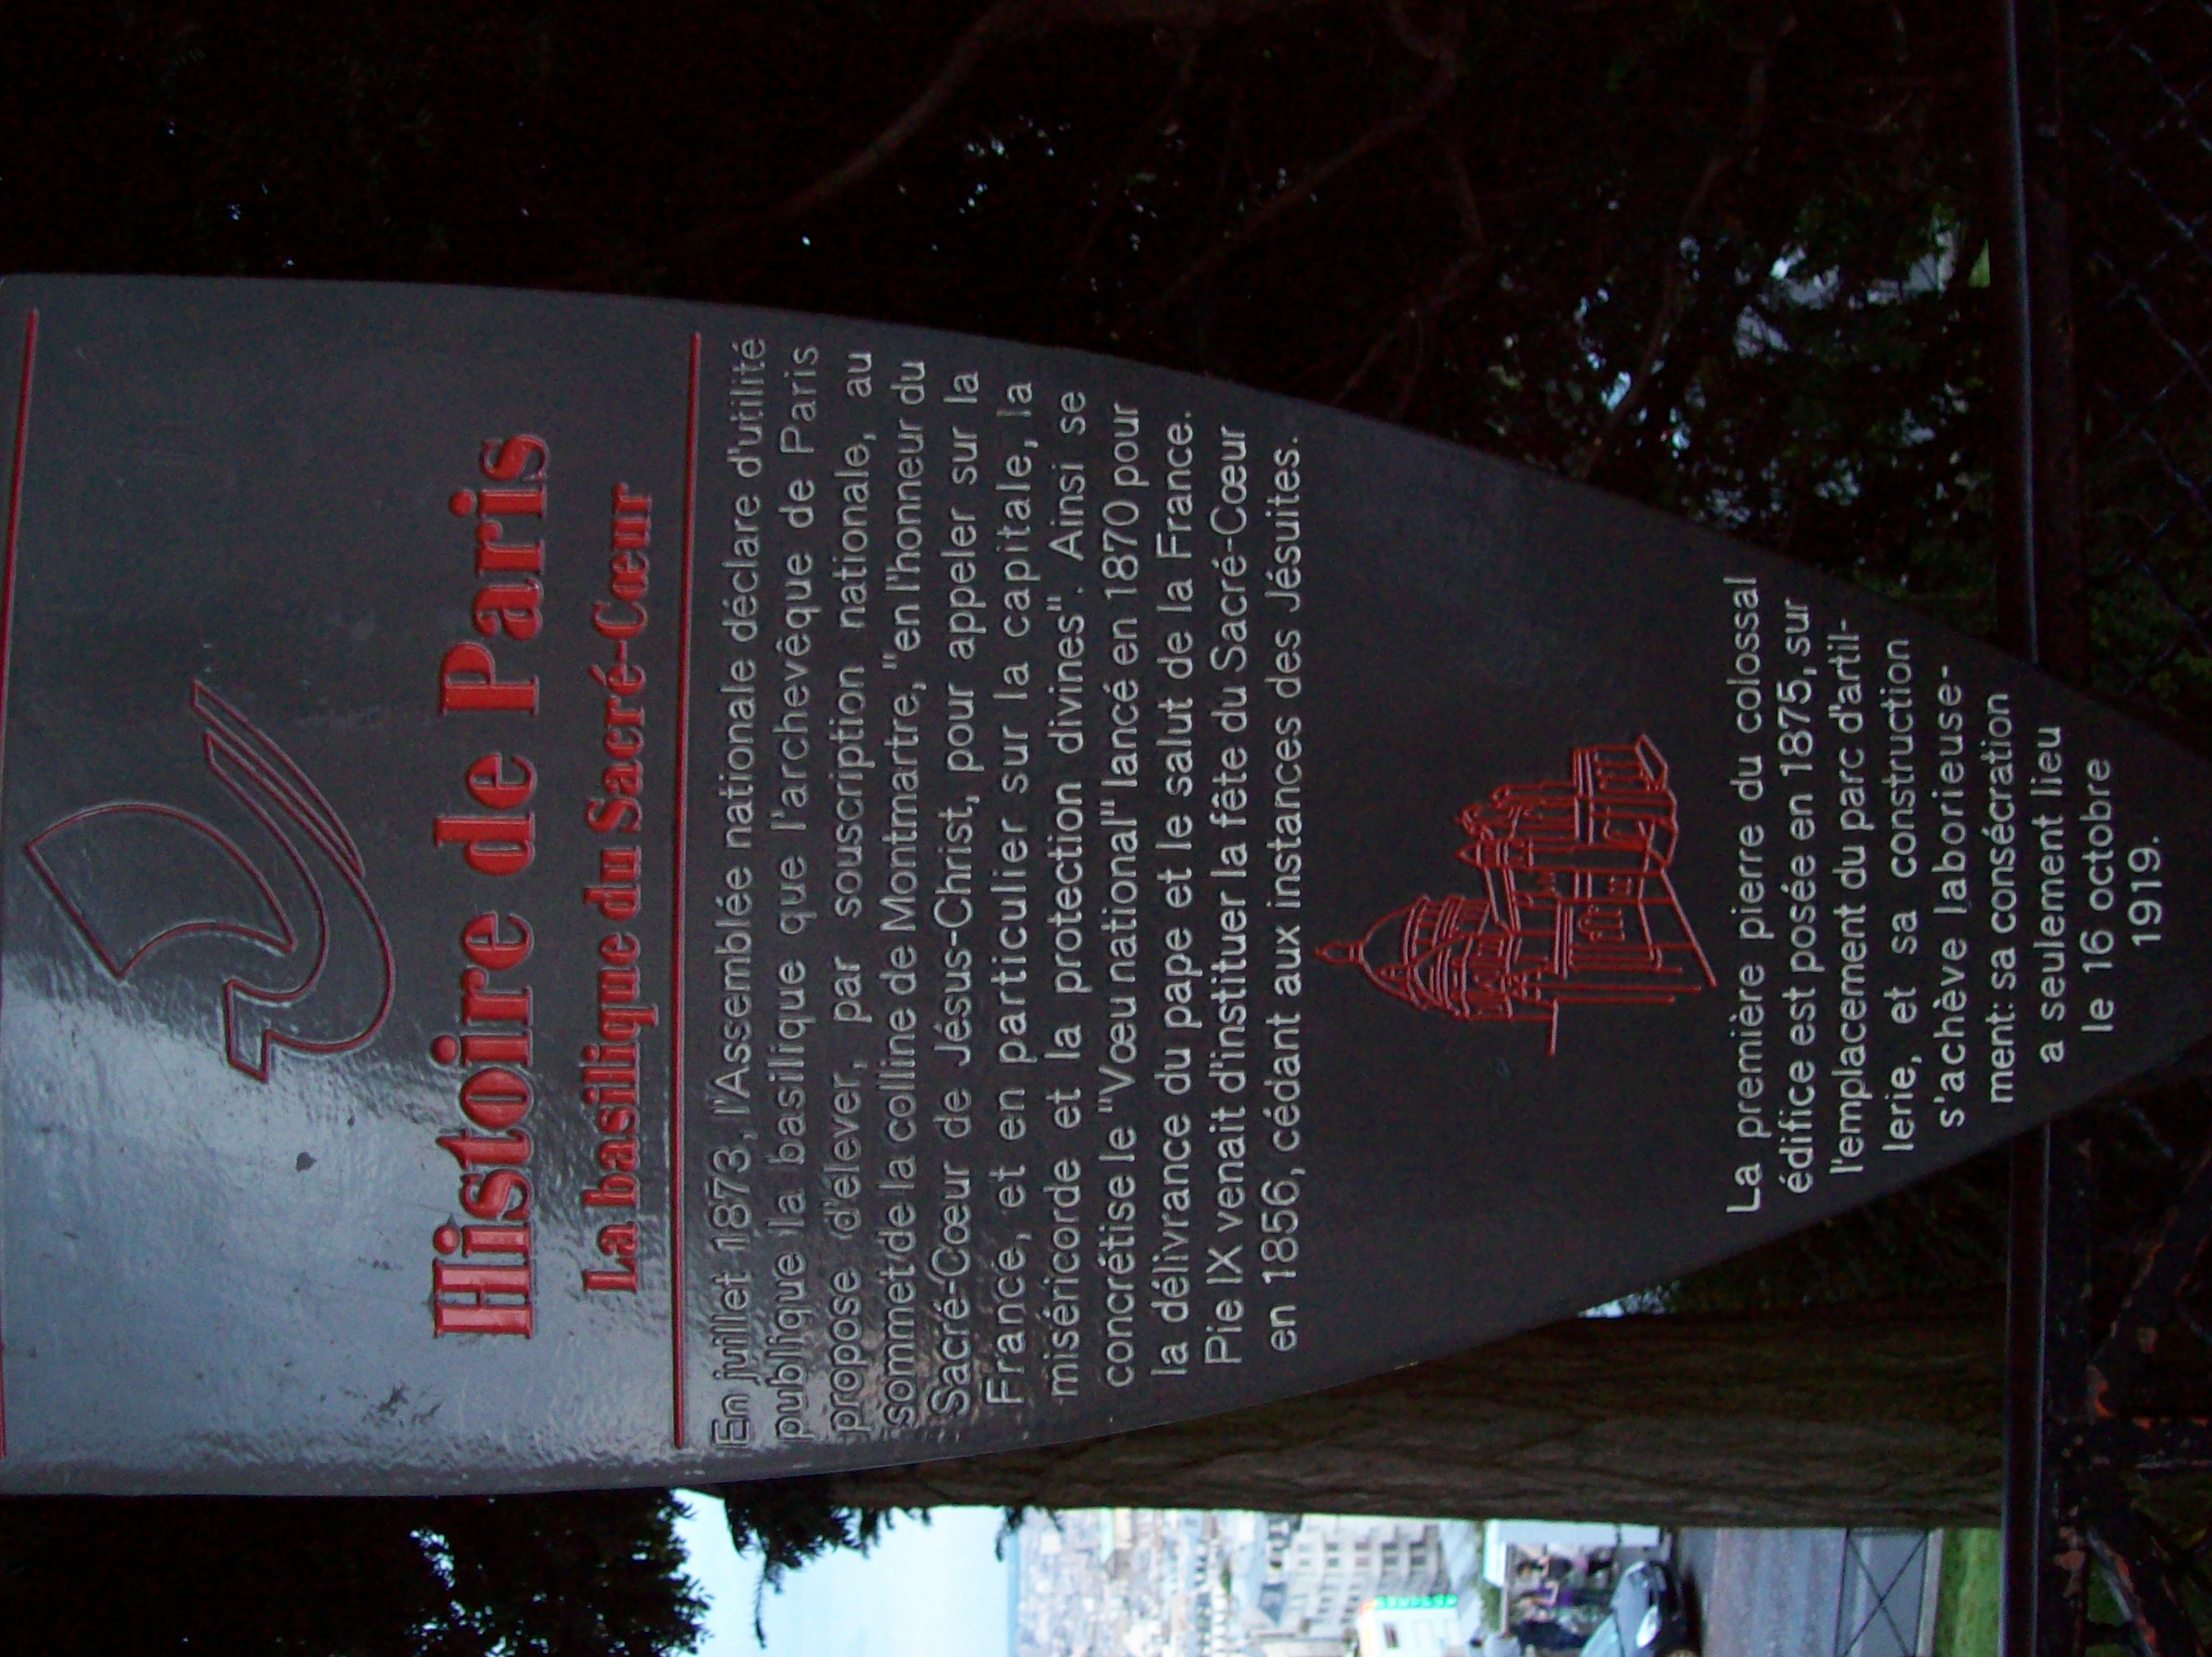 Histoire de Paris
La basilique du Sacré-Cœur
En juillet 1873, l'Assemblée nationale déclare d'utilité
publique la basilique que l'archevêque de Paris
propose d'élever, par souscription nationale, au
sommet de la colline de Montmartre, "en l'honneur du
Sacré-Cœur de Jésus-Christ, pour appeler sur la
France, et en particulier sur la capitale, la
miséricorde et la protection divines". Ainsi se
concrétise le "Vœu national" lancé en 1870 pour
la délivrance du pape et le salut de la France.
Pie IX venait d'instituer la fête du Sacré-Cœur
en 1856, cédant aux instances des Jésuites.
La première pierre du colossal
édifice est posée en 1875, sur
l'emplacement du parc d'artil-
lerie, et sa construction
s'achève laborieuse-
ment: sa consécration
a seulement lieu
le 16 octobre
1919.